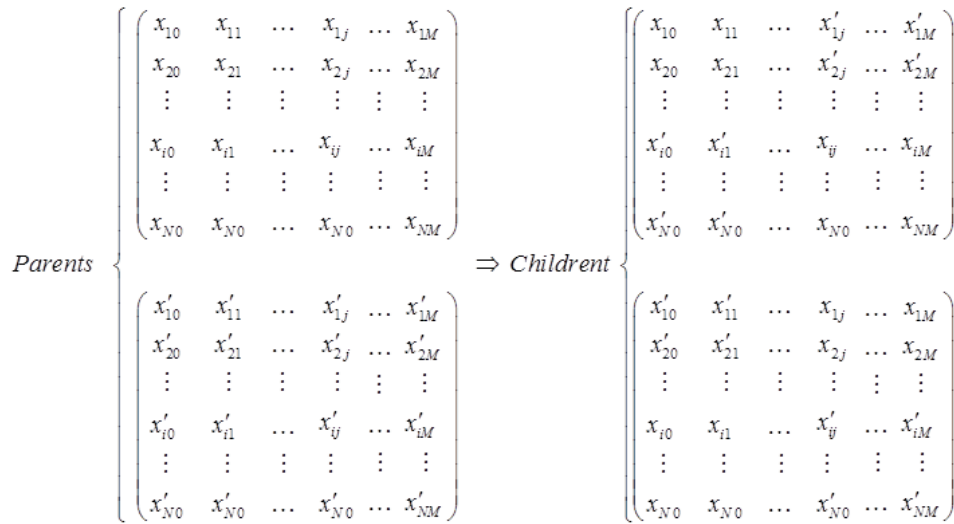 x₁₀ x₁₁ … x₁ⱼ … x₁M x₁₀ x₁₁ … x′₁ⱼ … x′₁M
x₂₀ x₂₁ … x₂ⱼ … x₂M x₂₀ x₂₁ … x′₂ⱼ … x′₂M
⋮ ⋮ ⋮ ⋮ ⋮ ⋮ ⋮ ⋮ ⋮ ⋮ ⋮ ⋮
xᵢ₀ xᵢ₁ … xᵢⱼ … xᵢM x′ᵢ₀ x′ᵢ₁ … xᵢⱼ … xᵢM
⋮ ⋮ ⋮ ⋮ ⋮ ⋮ ⋮ ⋮ ⋮ ⋮ ⋮ ⋮
xN₀ xN₀ … xN₀ … xNM x′N₀ x′N₀ … xN₀ … xNM
Parents ⇒ Childrent
x′₁₀ x′₁₁ … x′₁ⱼ … x′₁M x′₁₀ x′₁₁ … x₁ⱼ … x₁M
x′₂₀ x′₂₁ … x′₂ⱼ … x′₂M x′₂₀ x′₂₁ … x₂ⱼ … x₂M
⋮ ⋮ ⋮ ⋮ ⋮ ⋮ ⋮ ⋮ ⋮ ⋮ ⋮ ⋮
x′ᵢ₀ x′ᵢ₁ … x′ᵢⱼ … x′ᵢM xᵢ₀ xᵢ₁ … x′ᵢⱼ … x′ᵢM
⋮ ⋮ ⋮ ⋮ ⋮ ⋮ ⋮ ⋮ ⋮ ⋮ ⋮ ⋮
x′N₀ x′N₀ … x′N₀ … x′NM xN₀ xN₀ … x′N₀ … x′NM